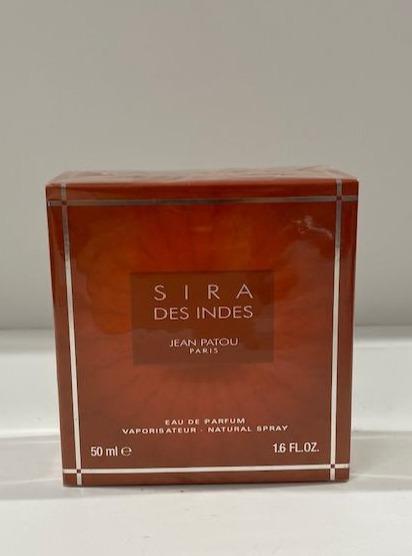 SIRA
DES INDES
JEAN PATOU
PARIS
EAU DE PARFUM
VAPORISATEUR - NATURAL SPRAY
50 ml ℮
1.6 FL.OZ.